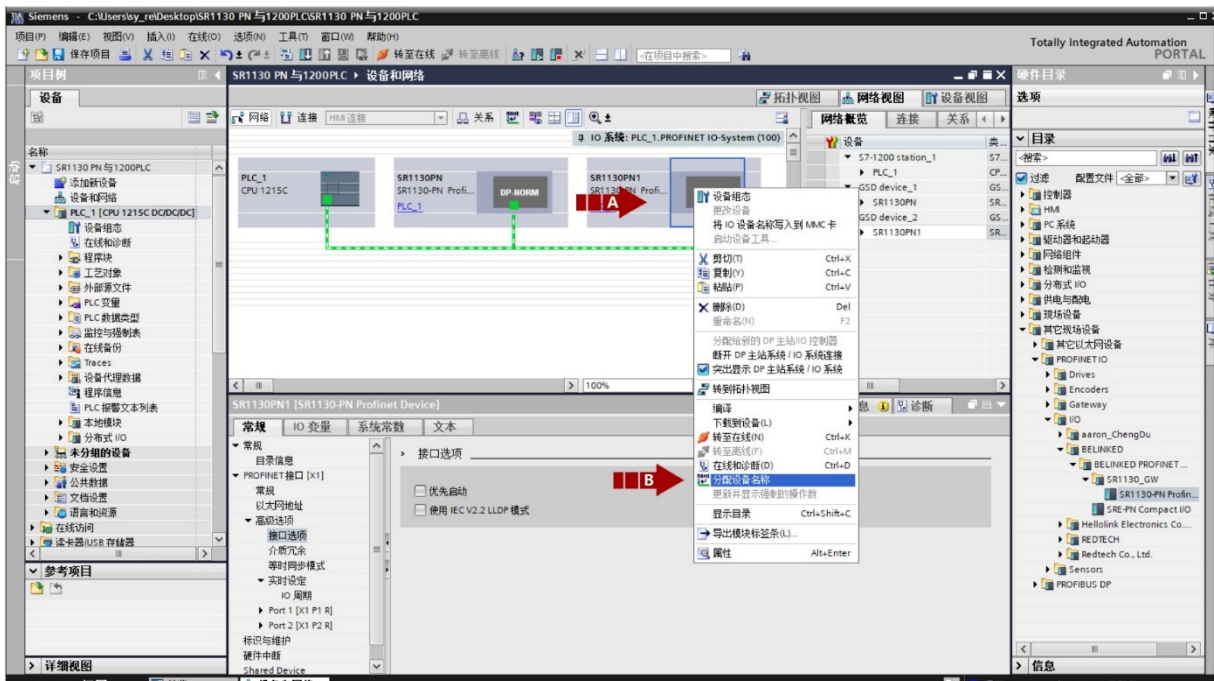 Siemens - C:\Users\sy_re\Desktop\SR1130 PN 与1200PLC\SR1130 PN 与1200PLC
项目(P) 编辑(E) 视图(V) 插入(I) 在线(O) 选项(N) 工具(T) 窗口(W) 帮助(H)
Totally Integrated Automation
PORTAL
保存项目 转至在线 转至离线 <在项目中搜索>
项目树
设备
名称
SR1130 PN 与1200PLC
添加新设备
设备和网络
PLC_1 [CPU 1215C DC/DC/DC]
设备组态
在线和诊断
程序块
工艺对象
外部源文件
PLC 变量
PLC 数据类型
监控与强制表
在线备份
Traces
设备代理数据
程序信息
PLC 报警文本列表
本地模块
分布式 I/O
未分组的设备
安全设置
公共数据
文档设置
语言和资源
在线访问
读卡器/USB 存储器
参考项目
详细视图
SR1130 PN 与1200PLC ▸ 设备和网络
拓扑视图 网络视图 设备视图
网络 连接 HMI 连接 关系
IO 系统: PLC_1.PROFINET IO-System (100)
PLC_1
CPU 1215C
SR1130PN
SR1130-PN Profi...
PLC_1
DP-NORM
SR1130PN1
SR1130-PN Profi...
A
网络概览 连接 关系
设备 类...
S7-1200 station_1 S7...
PLC_1 CP...
GSD device_1 GS...
SR1130PN SR...
GSD device_2 GS...
SR1130PN1 SR...
设备组态
更改设备
将 IO 设备名称写入到 MMC 卡
启动设备工具...
剪切(T) Ctrl+X
复制(Y) Ctrl+C
粘贴(P) Ctrl+V
删除(D) Del
重命名(N) F2
分配给新的 DP 主站/IO 控制器
断开 DP 主站系统 / IO 系统连接
突出显示 DP 主站系统 / IO 系统
转到拓扑视图
编译
下载到设备(L)
转至在线(N) Ctrl+K
转至离线(F) Ctrl+M
在线和诊断(D) Ctrl+D
分配设备名称
更新并显示强制的操作数
显示目录 Ctrl+Shift+C
导出模块标签条(L)...
属性 Alt+Enter
B
100%
SR1130PN1 [SR1130-PN Profinet Device]
息 诊断
常规 IO 变量 系统常数 文本
常规
目录信息
PROFINET 接口 [X1]
常规
以太网地址
高级选项
接口选项
介质冗余
等时同步模式
实时设定
IO 周期
Port 1 [X1 P1 R]
Port 2 [X1 P2 R]
标识与维护
硬件中断
Shared Device
接口选项
优先启动
使用 IEC V2.2 LLDP 模式
硬件目录
选项
目录
<搜索>
过滤 配置文件 <全部>
控制器
HMI
PC 系统
驱动器和起动器
网络组件
检测和监视
分布式 I/O
供电与配电
现场设备
其它现场设备
其它以太网设备
PROFINET IO
Drives
Encoders
Gateway
I/O
aaron_ChengDu
BELINKED
BELINKED PROFINET ...
SR1130_GW
SR1130-PN Profin...
SRE-PN Compact I/O
Hellolink Electronics Co....
REDTECH
Redtech Co., Ltd.
Sensors
PROFIBUS DP
信息